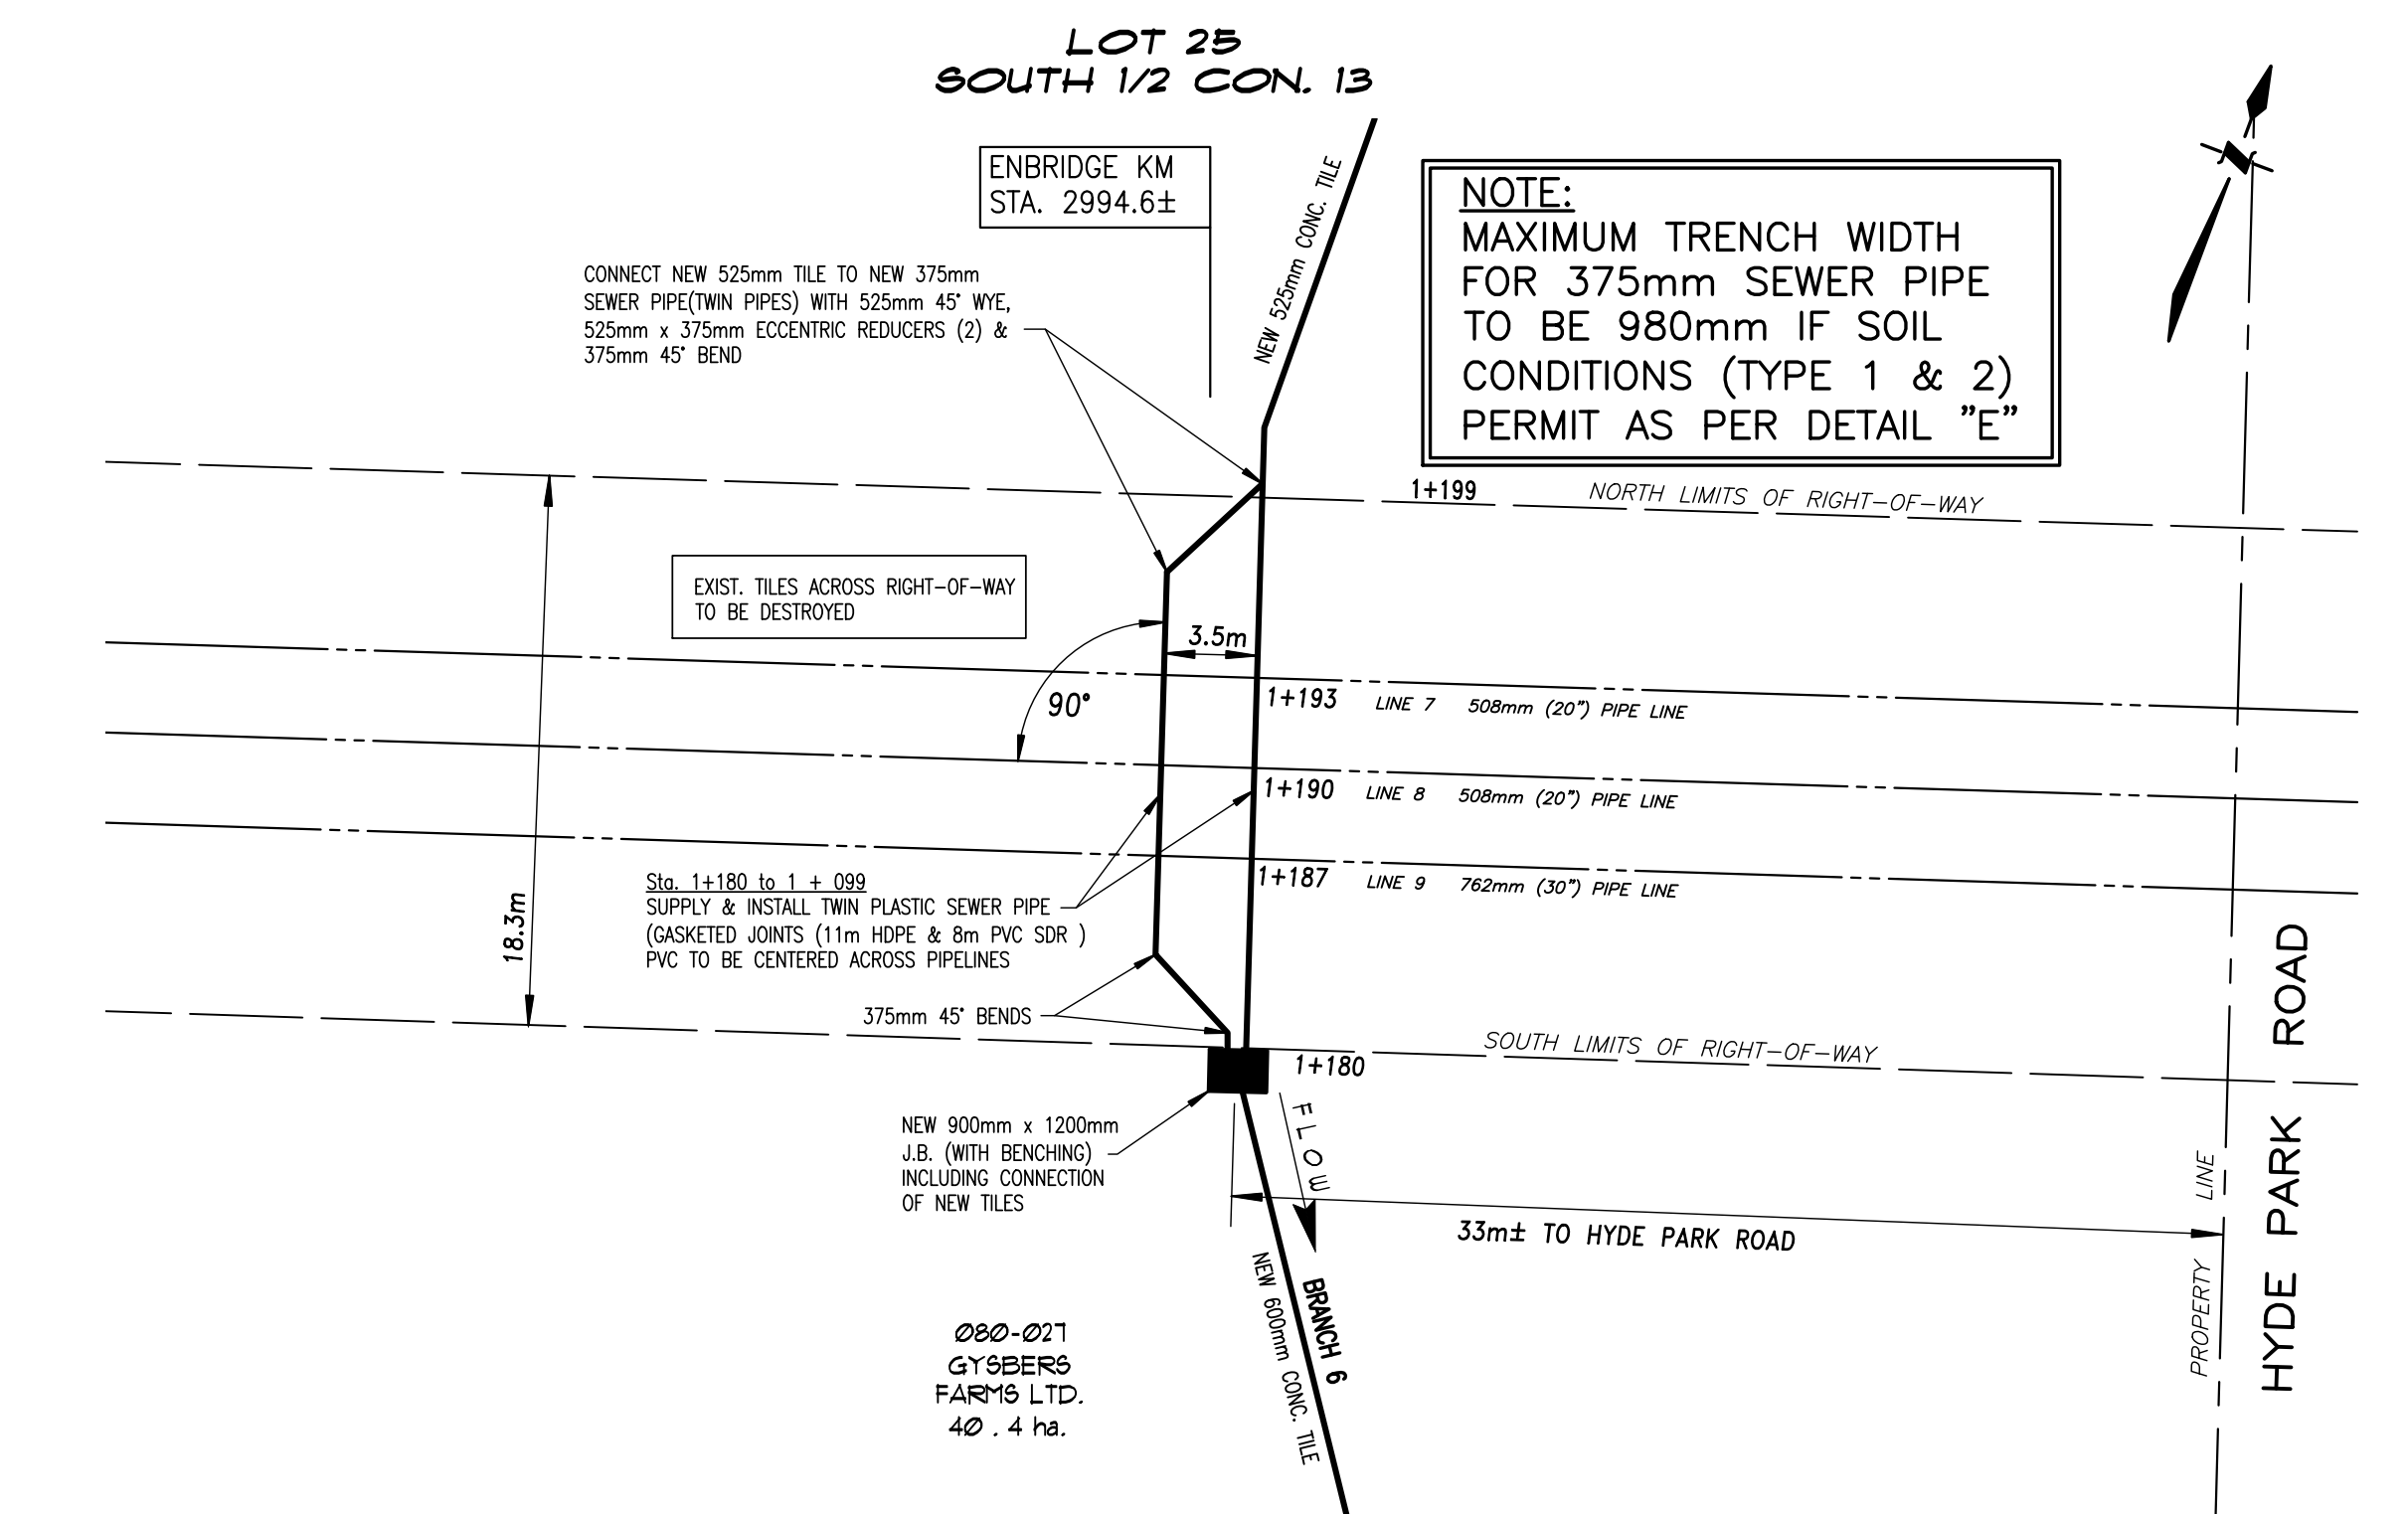 LOT 25
SOUTH 1/2 CON. 13
ENBRIDGE KM
STA. 2994.6±
NEW 525mm CONC. TILE
NOTE:
MAXIMUM TRENCH WIDTH
FOR 375mm SEWER PIPE
TO BE 980mm IF SOIL
CONDITIONS (TYPE 1 & 2)
PERMIT AS PER DETAIL "E"
CONNECT NEW 525mm TILE TO NEW 375mm
SEWER PIPE(TWIN PIPES) WITH 525mm 45° WYE,
525mm x 375mm ECCENTRIC REDUCERS (2) &
375mm 45° BEND
1+199
NORTH LIMITS OF RIGHT-OF-WAY
EXIST. TILES ACROSS RIGHT-OF-WAY
TO BE DESTROYED
3.5m
90°
1+193 LINE 7 508mm (20") PIPE LINE
1+190 LINE 8 508mm (20") PIPE LINE
1+187 LINE 9 762mm (30") PIPE LINE
18.3m
Sta. 1+180 to 1 + 099
SUPPLY & INSTALL TWIN PLASTIC SEWER PIPE
(GASKETED JOINTS (11m HDPE & 8m PVC SDR )
PVC TO BE CENTERED ACROSS PIPELINES
375mm 45° BENDS
SOUTH LIMITS OF RIGHT-OF-WAY
1+180
NEW 900mm x 1200mm
J.B. (WITH BENCHING)
INCLUDING CONNECTION
OF NEW TILES
FLOW
33m± TO HYDE PARK ROAD
BRANCH 6
NEW 600mm CONC. TILE
PROPERTY LINE
HYDE PARK ROAD
080-027
GYSBERS
FARMS LTD.
40 . 4 ha.